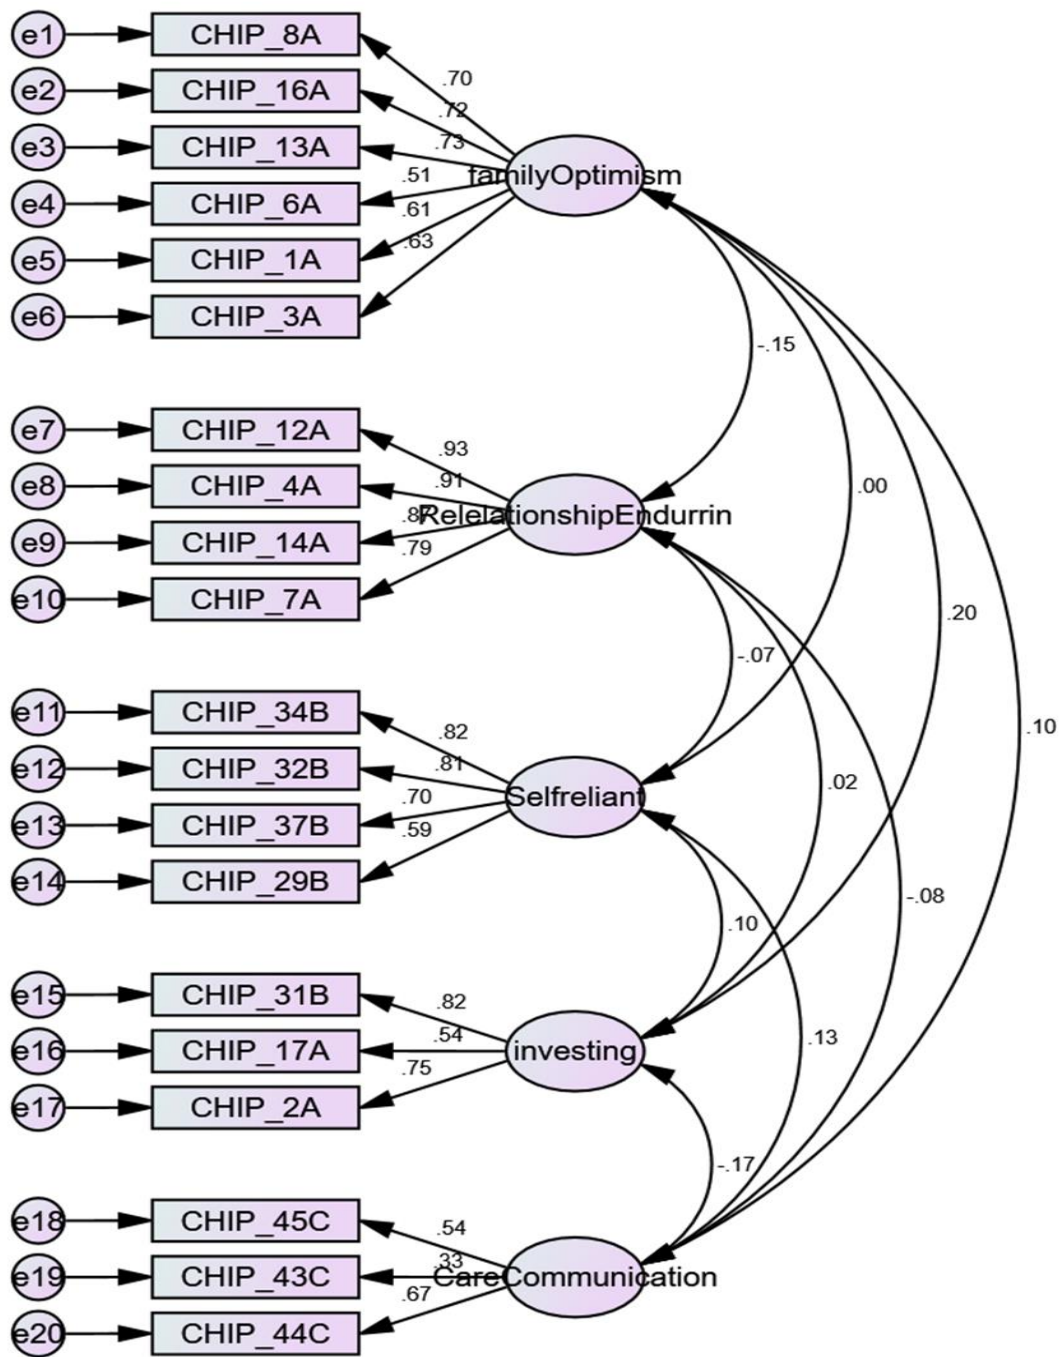 e1 CHIP_8A
.70
e2 CHIP_16A
.72
e3 CHIP_13A
.73
familyOptimism
.51
e4 CHIP_6A
.61
e5 CHIP_1A
.63
e6 CHIP_3A
-.15
e7 CHIP_12A
.93
e8 CHIP_4A
.91
.00
RelelationshipEndurrin
e9 CHIP_14A
.79
e10 CHIP_7A
.20
-.07
e11 CHIP_34B
.82
.10
e12 CHIP_32B
.81
.02
Selfreliant
.70
e13 CHIP_37B
.59
e14 CHIP_29B
-.08
.10
e15 CHIP_31B
.82
.54
.13
e16 CHIP_17A
investing
.75
e17 CHIP_2A
-.17
e18 CHIP_45C
.54
.33
e19 CHIP_43C
CareCommunication
.67
e20 CHIP_44C